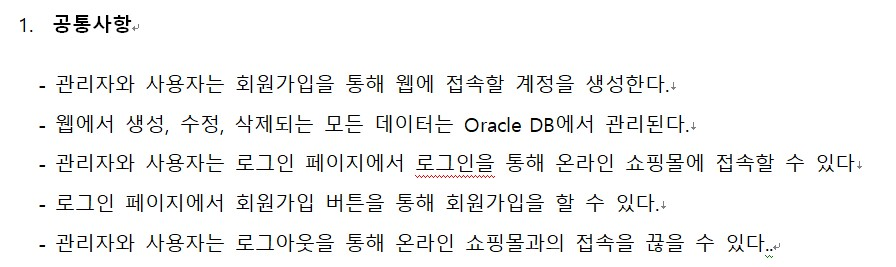 1. 공통사항
- 관리자와 사용자는 회원가입을 통해 웹에 접속할 계정을 생성한다.
- 웹에서 생성, 수정, 삭제되는 모든 데이터는 Oracle DB에서 관리된다.
- 관리자와 사용자는 로그인 페이지에서 로그인을 통해 온라인 쇼핑몰에 접속할 수 있다
- 로그인 페이지에서 회원가입 버튼을 통해 회원가입을 할 수 있다.
- 관리자와 사용자는 로그아웃을 통해 온라인 쇼핑몰과의 접속을 끊을 수 있다..